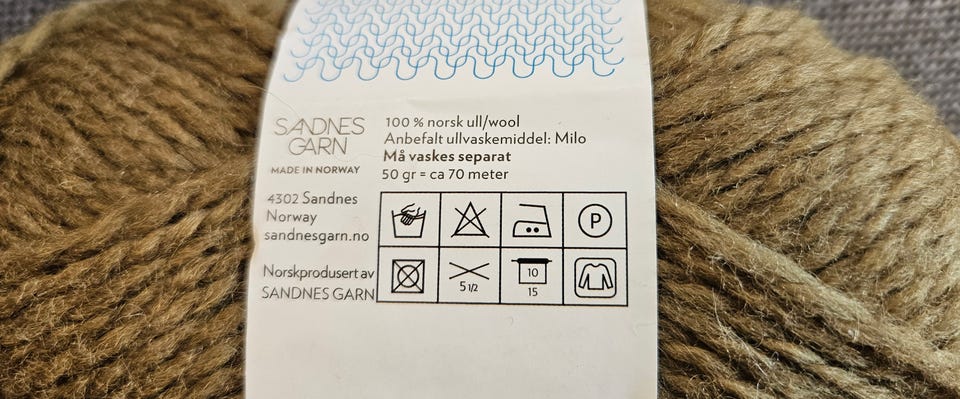 SANDNES
GARN
MADE IN NORWAY
4302 Sandnes
Norway
sandnesgarn.no
Norskprodusert av
SANDNES GARN
100 % norsk ull/wool
Anbefalt ullvaskemiddel: Milo
Må vaskes separat
50 gr = ca 70 meter
P
5 1/2
10
15